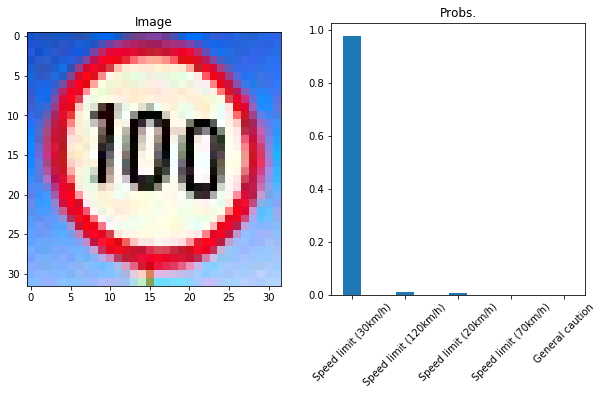 Image
0
5
10
15
20
25
30
0 5 10 15 20 25 30
100
Probs.
1.0
0.8
0.6
0.4
0.2
0.0
Speed limit (30km/h)
Speed limit (120km/h)
Speed limit (20km/h)
Speed limit (70km/h)
General caution